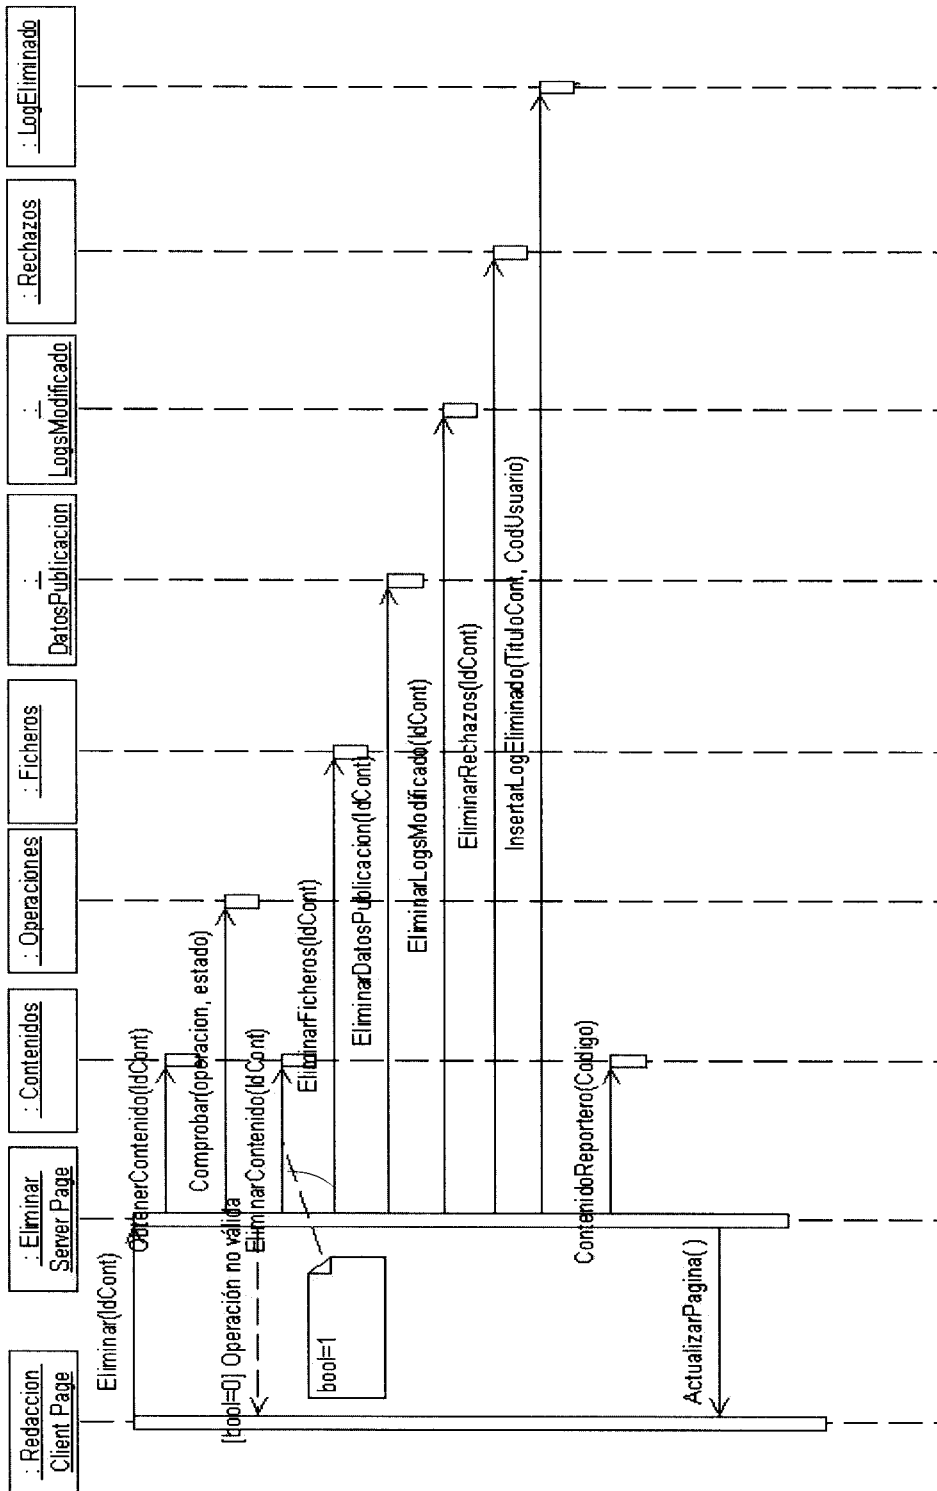 : Redaccion
Client Page
: Eliminar
Server Page
: Contenidos
: Operaciones
: Ficheros
:
DatosPublicacion
:
LogsModificado
: Rechazos
: LogEliminado
Eliminar(IdCont)
ObtenerContenido(IdCont)
Comprobar(operacion, estado)
[bool=0] Operación no válida
EliminarContenido(IdCont)
bool=1
EliminarFicheros(IdCont)
EliminarDatosPublicacion(IdCont)
EliminarLogsModificado(IdCont)
EliminarRechazos(IdCont)
InsertarLogEliminado(TituloCont, CodUsuario)
ContenidoReportero(Codigo)
ActualizarPagina( )